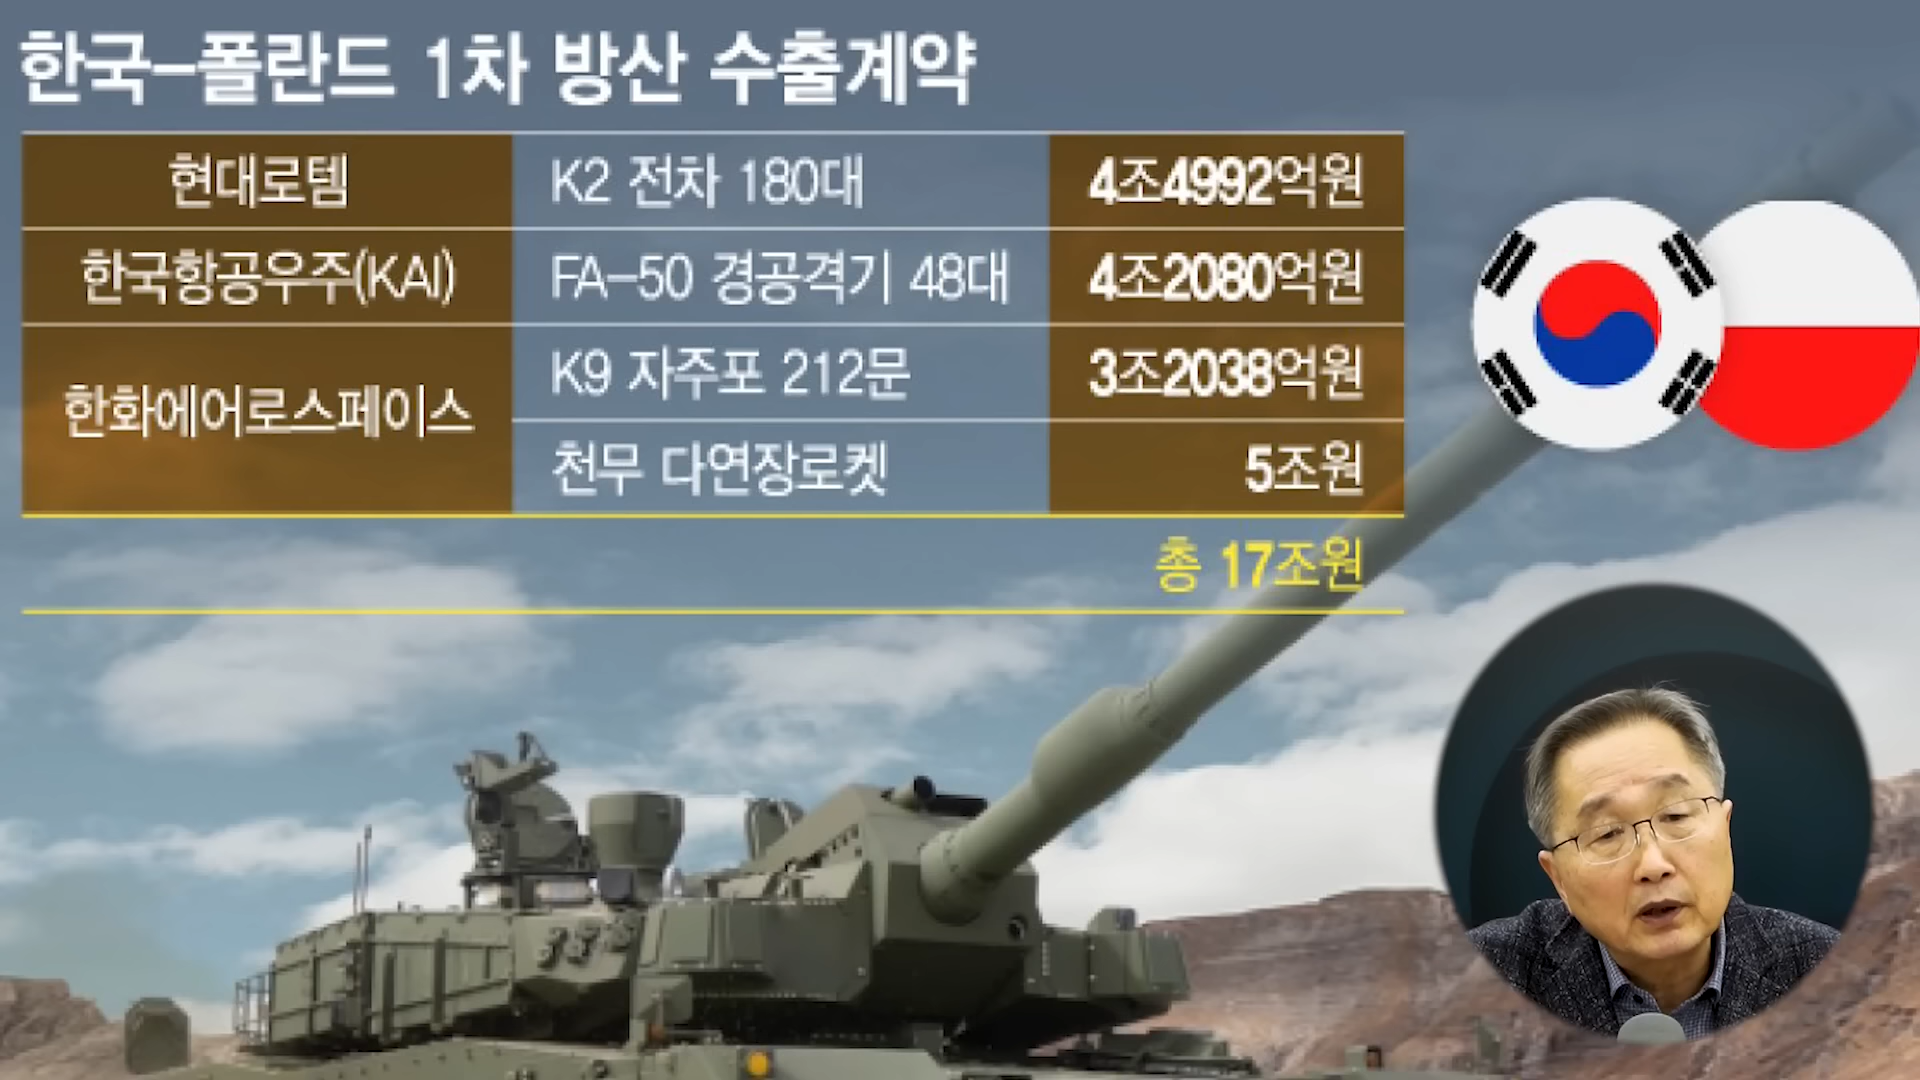 한국-폴란드 1차 방산 수출계약
현대로템 K2 전차 180대 4조4992억원
한국항공우주(KAI) FA-50 경공격기 48대 4조2080억원
한화에어로스페이스 K9 자주포 212문 3조2038억원
천무 다연장로켓 5조원
총 17조원